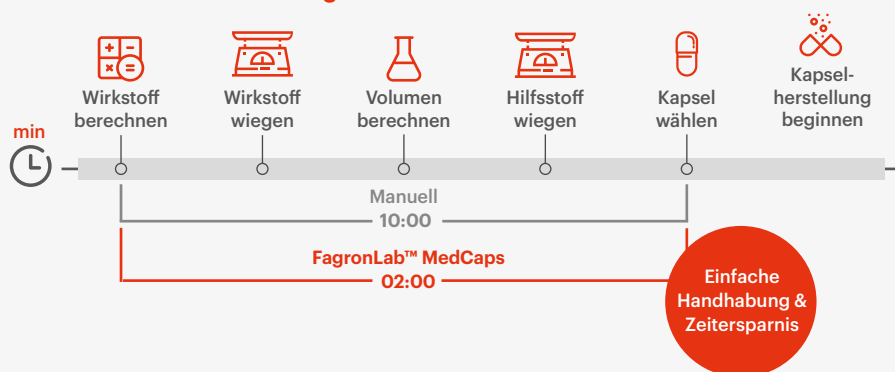 Wirkstoff
berechnen
Wirkstoff
wiegen
Volumen
berechnen
Hilfsstoff
wiegen
Kapsel
wählen
Kapsel-
herstellung
beginnen
min
Manuell
10:00
FagronLab™ MedCaps
02:00
Einfache
Handhabung &
Zeitersparnis